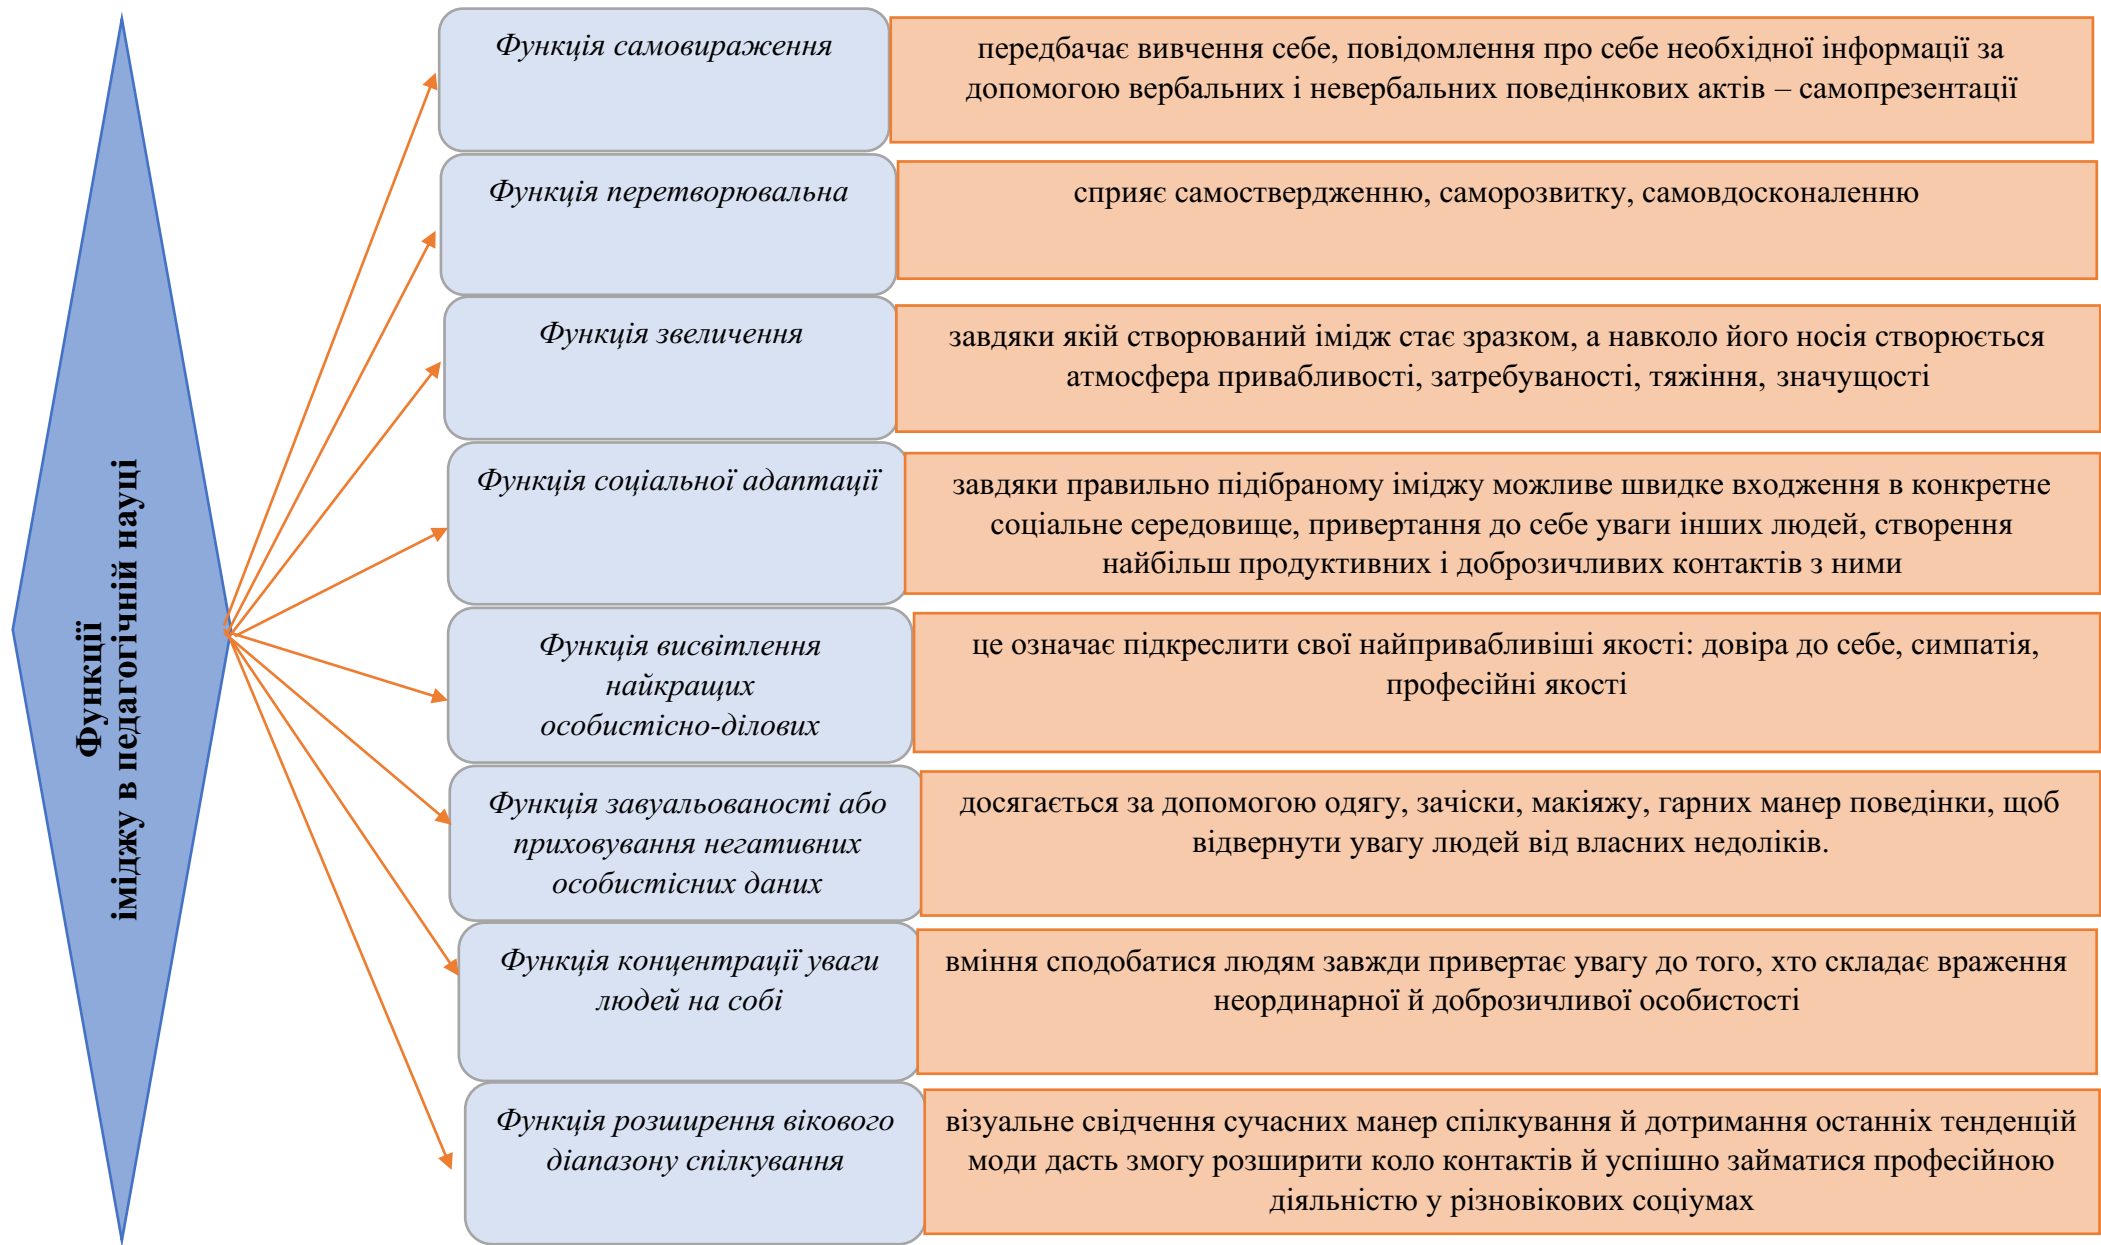 Функції
іміджу в педагогічній науці
Функція самовираження
передбачає вивчення себе, повідомлення про себе необхідної інформації за
допомогою вербальних і невербальних поведінкових актів – самопрезентації
Функція перетворювальна
сприяє самоствердженню, саморозвитку, самовдосконаленню
Функція звеличення
завдяки якій створюваний імідж стає зразком, а навколо його носія створюється
атмосфера привабливості, затребуваності, тяжіння, значущості
Функція соціальної адаптації
завдяки правильно підібраному іміджу можливе швидке входження в конкретне
соціальне середовище, привертання до себе уваги інших людей, створення
найбільш продуктивних і доброзичливих контактів з ними
Функція висвітлення
найкращих
особистісно-ділових
це означає підкреслити свої найпривабливіші якості: довіра до себе, симпатія,
професійні якості
Функція завуальованості або
приховування негативних
особистісних даних
досягається за допомогою одягу, зачіски, макіяжу, гарних манер поведінки, щоб
відвернути увагу людей від власних недоліків.
Функція концентрації уваги
людей на собі
вміння сподобатися людям завжди привертає увагу до того, хто складає враження
неординарної й доброзичливої особистості
Функція розширення вікового
діапазону спілкування
візуальне свідчення сучасних манер спілкування й дотримання останніх тенденцій
моди дасть змогу розширити коло контактів й успішно займатися професійною
діяльністю у різновікових соціумах